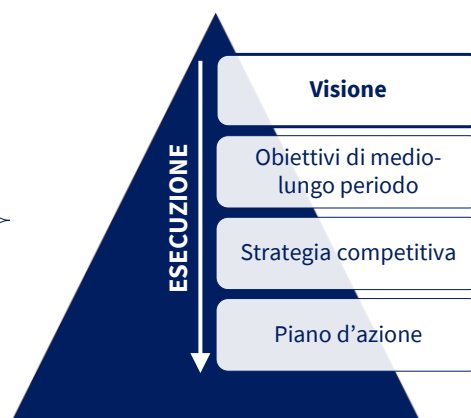 Visione
Obiettivi di medio-
lungo periodo
Strategia competitiva
Piano d'azione
ESECUZIONE